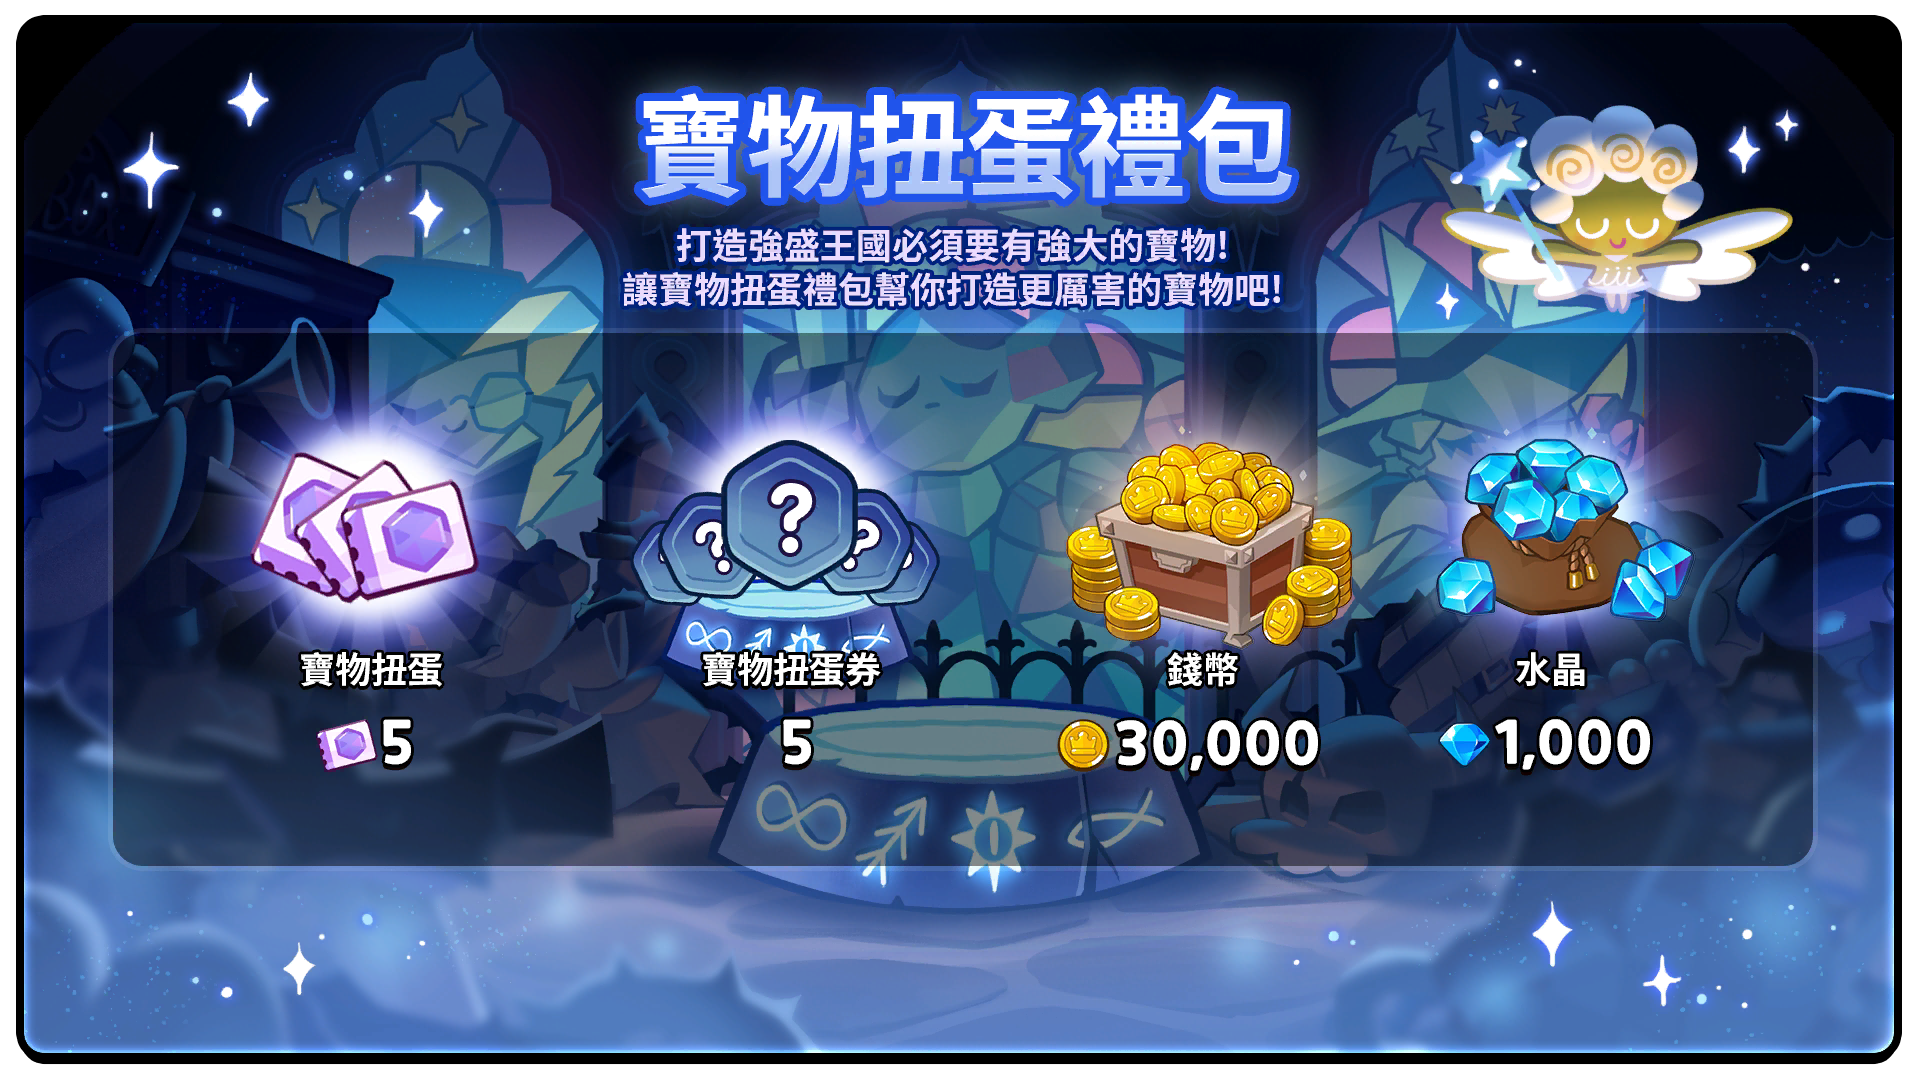 寶物扭蛋禮包
打造強盛王國必須要有強大的寶物!
讓寶物扭蛋禮包幫你打造更厲害的寶物吧!
寶物扭蛋
5
寶物扭蛋券
5
錢幣
30,000
水晶
1,000